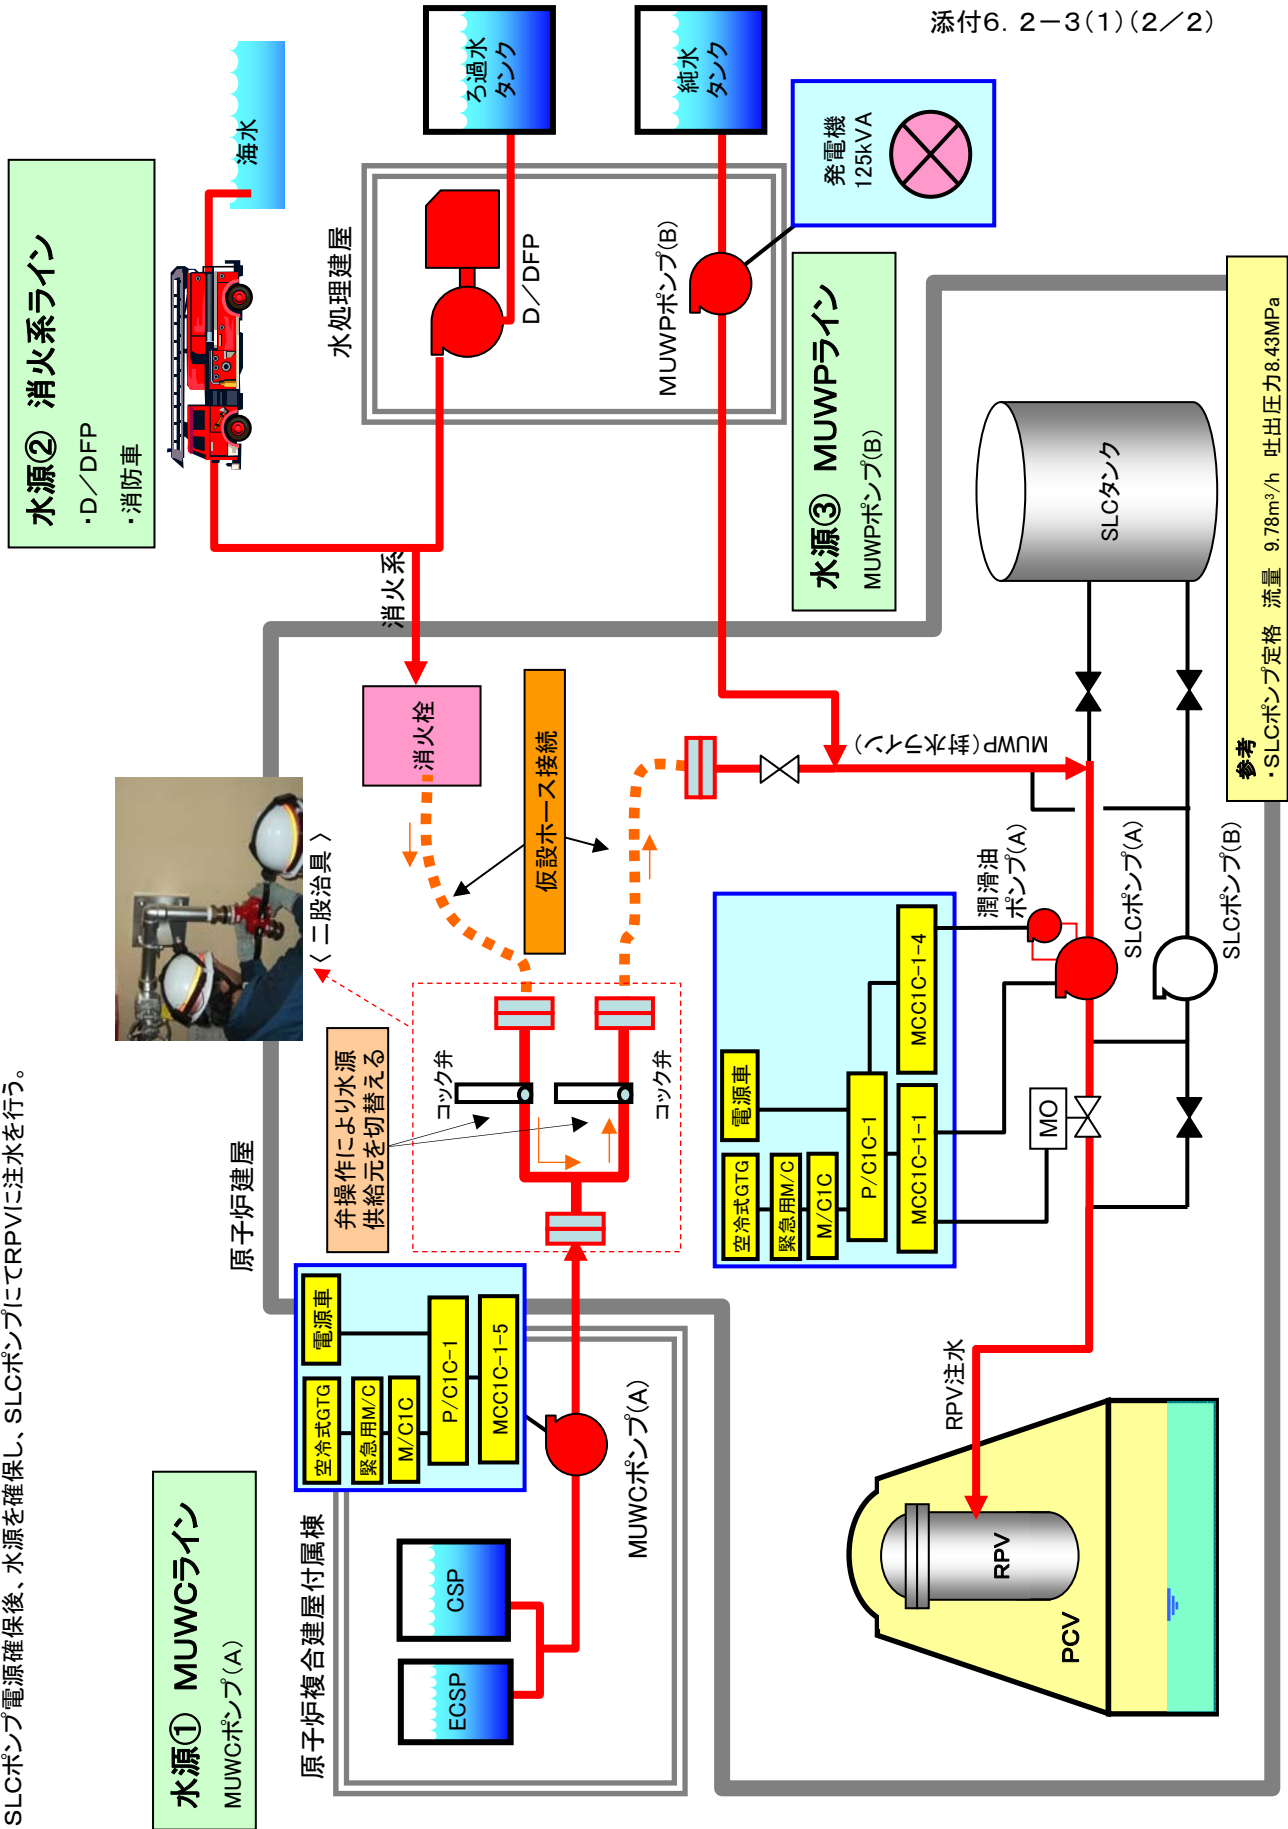 添付6．2－3(1)(2／2)
SLCポンプ電源確保後、水源を確保し、SLCポンプにてRPVに注水を行う。
水源① MUWCライン
MUWCポンプ(A)
水源② 消火系ライン
・D／DFP
・消防車
海水
ろ過水
タンク
純水
タンク
水処理建屋
D／DFP
MUWPポンプ(B)
発電機
125kVA
水源③ MUWPライン
MUWPポンプ(B)
消火系
消火栓
仮設ホース接続
〈 二股治具 〉
弁操作により水源
供給元を切替える
コック弁
コック弁
原子炉建屋
原子炉複合建屋付属棟
空冷式GTG
電源車
緊急用M/C
M/C1C
P/C1C-1
MCC1C-1-5
MUWCポンプ(A)
ECSP
CSP
空冷式GTG
電源車
緊急用M/C
M/C1C
P/C1C-1
MCC1C-1-1
MCC1C-1-4
MUWP(封水ライン)
潤滑油
ポンプ(A)
SLCポンプ(A)
SLCポンプ(B)
SLCタンク
MO
RPV注水
RPV
PCV
参考
・SLCポンプ定格 流量 9.78m³/h 吐出圧力8.43MPa